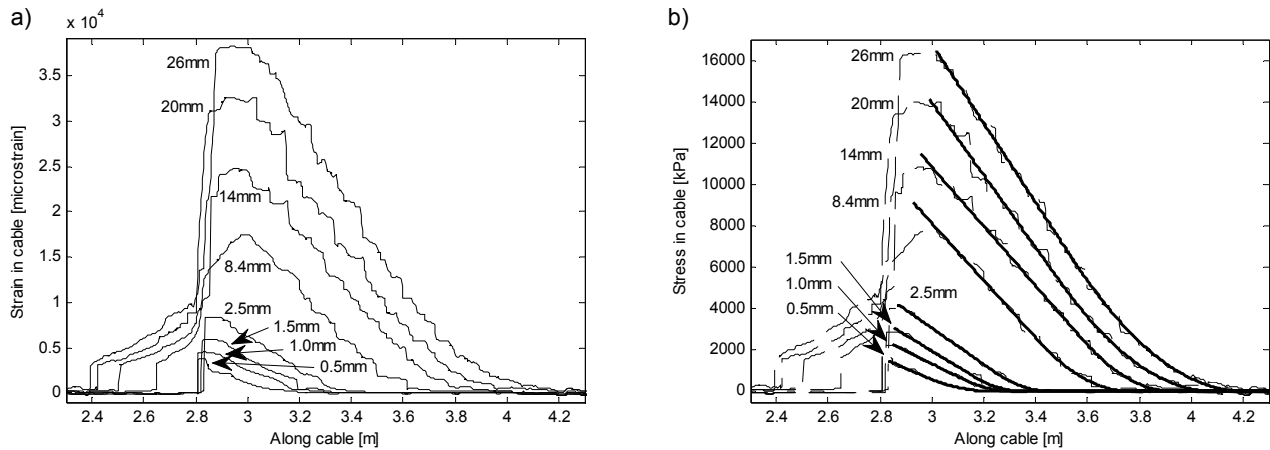 a)
x 10⁴
Strain in cable [microstrain]
3.5
3
2.5
2
1.5
1
0.5
0
26mm
20mm
14mm
8.4mm
2.5mm
1.5mm
1.0mm
0.5mm
2.4 2.6 2.8 3 3.2 3.4 3.6 3.8 4 4.2
Along cable [m]
b)
Stress in cable [kPa]
16000
14000
12000
10000
8000
6000
4000
2000
0
26mm
20mm
14mm
8.4mm
1.5mm
1.0mm
0.5mm
2.5mm
2.4 2.6 2.8 3 3.2 3.4 3.6 3.8 4 4.2
Along cable [m]